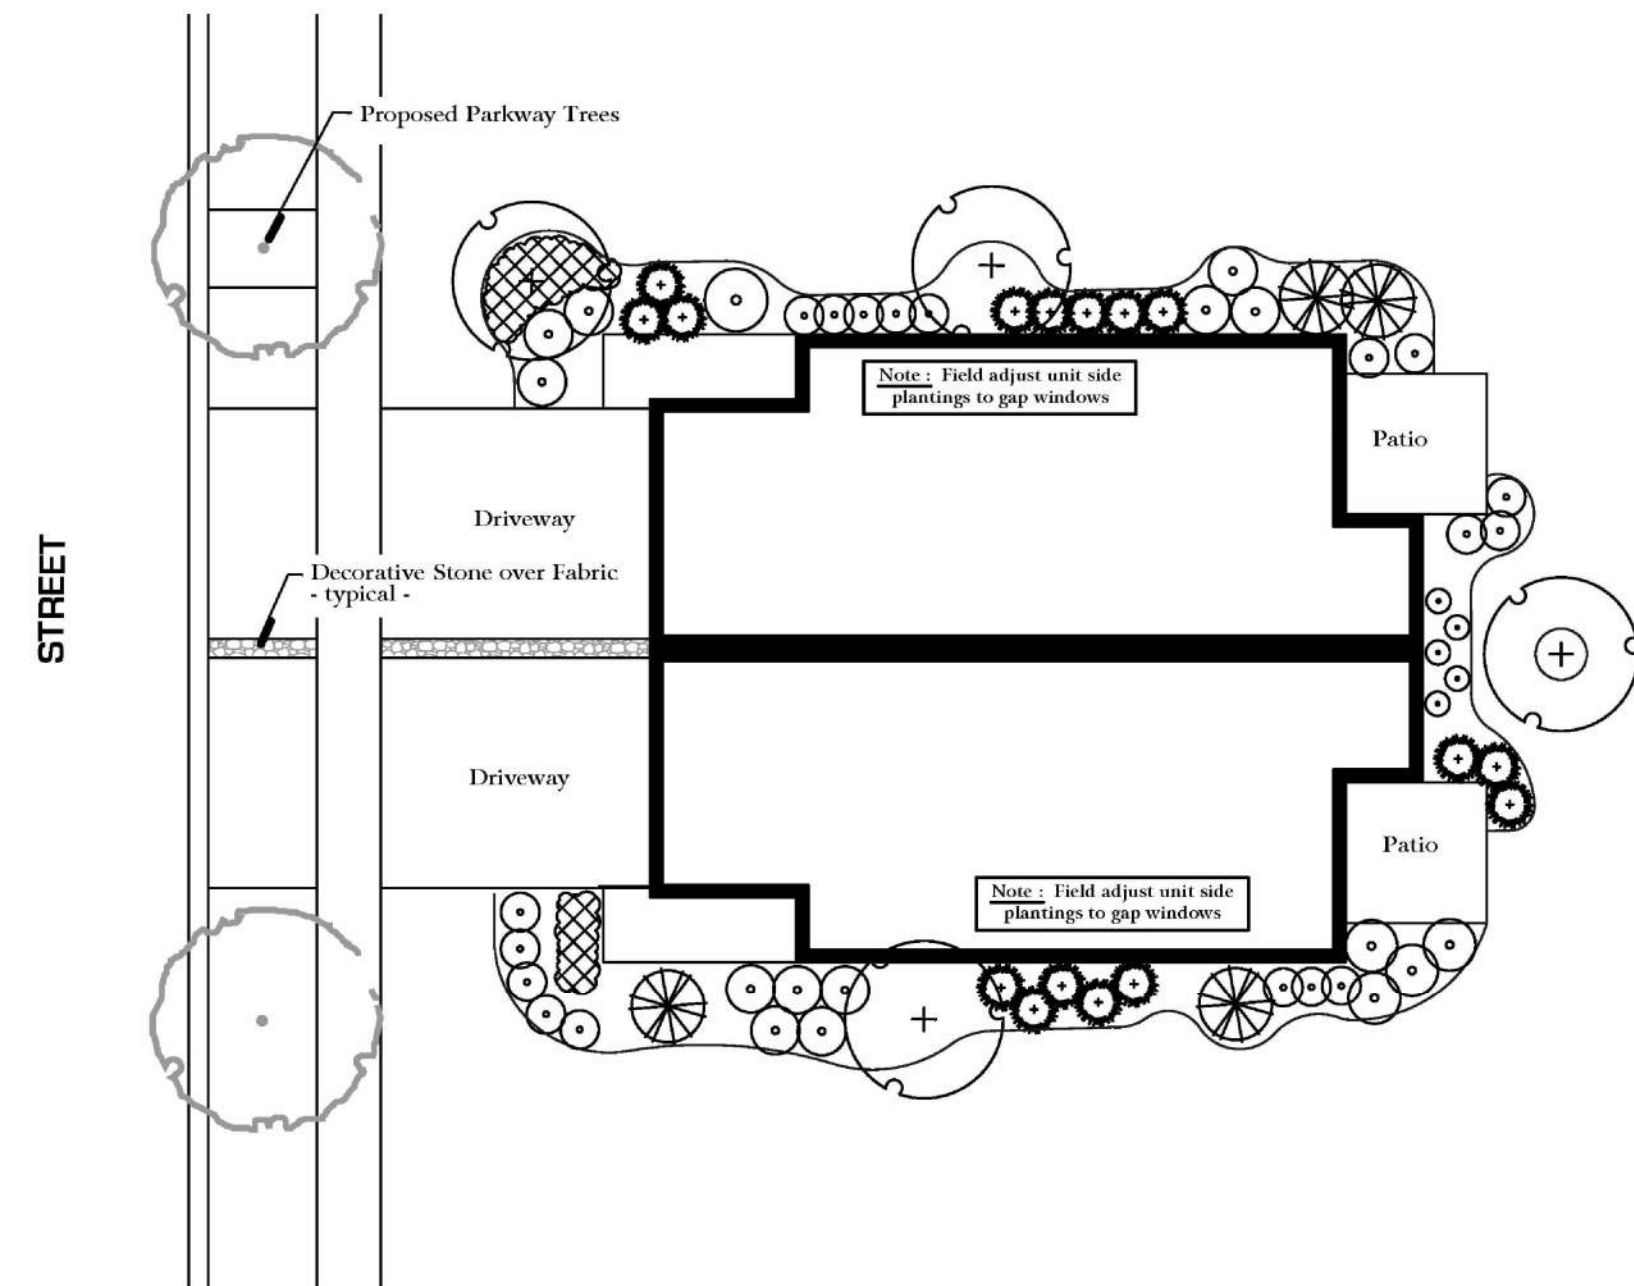 Proposed Parkway Trees
Note : Field adjust unit side
plantings to gap windows
Patio
Driveway
STREET
Decorative Stone over Fabric
- typical -
Driveway
Patio
Note : Field adjust unit side
plantings to gap windows